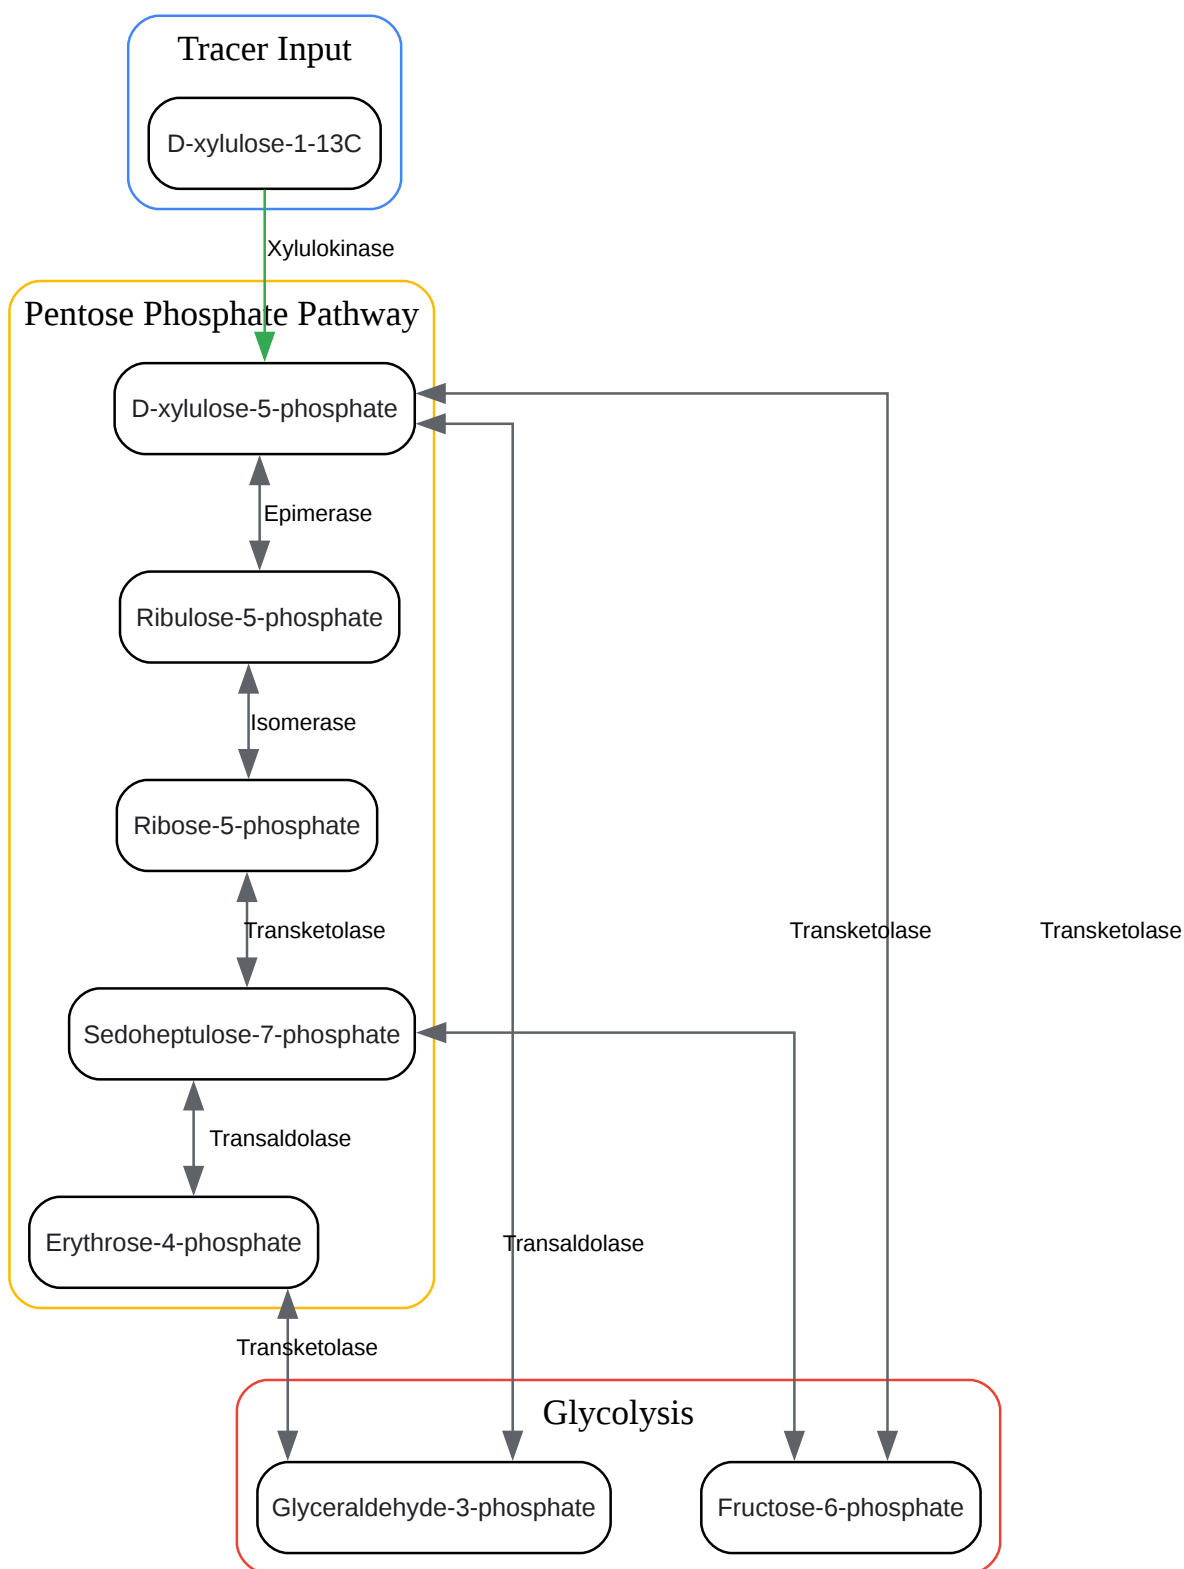 Tracer Input
D-xylulose-1-13C
Xylulokinase
Pentose Phosphate Pathway
D-xylulose-5-phosphate
Epimerase
Ribulose-5-phosphate
Isomerase
Ribose-5-phosphate
Transketolase
Transketolase
Transketolase
Sedoheptulose-7-phosphate
Transaldolase
Erythrose-4-phosphate
Transaldolase
Transketolase
Glycolysis
Glyceraldehyde-3-phosphate
Fructose-6-phosphate